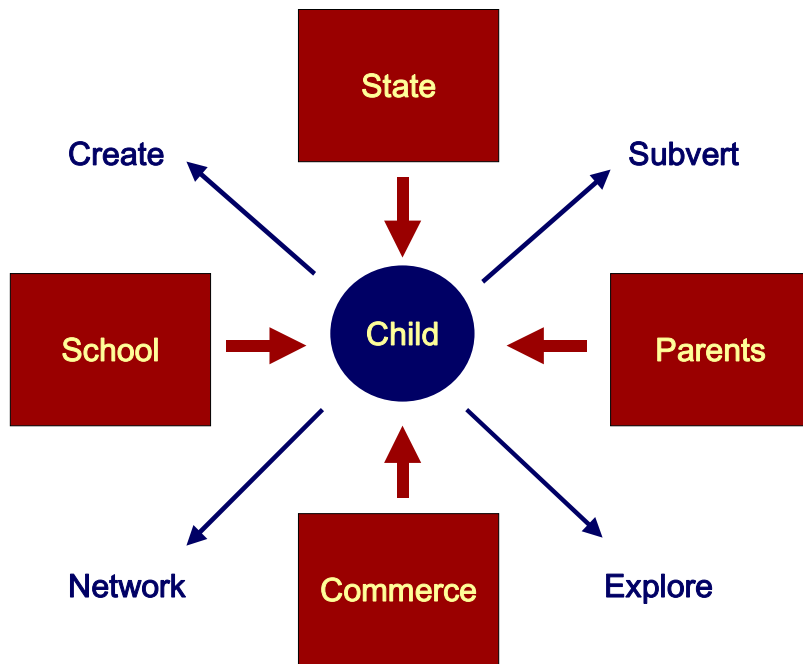 State
Create
Subvert
School
Child
Parents
Network
Commerce
Explore